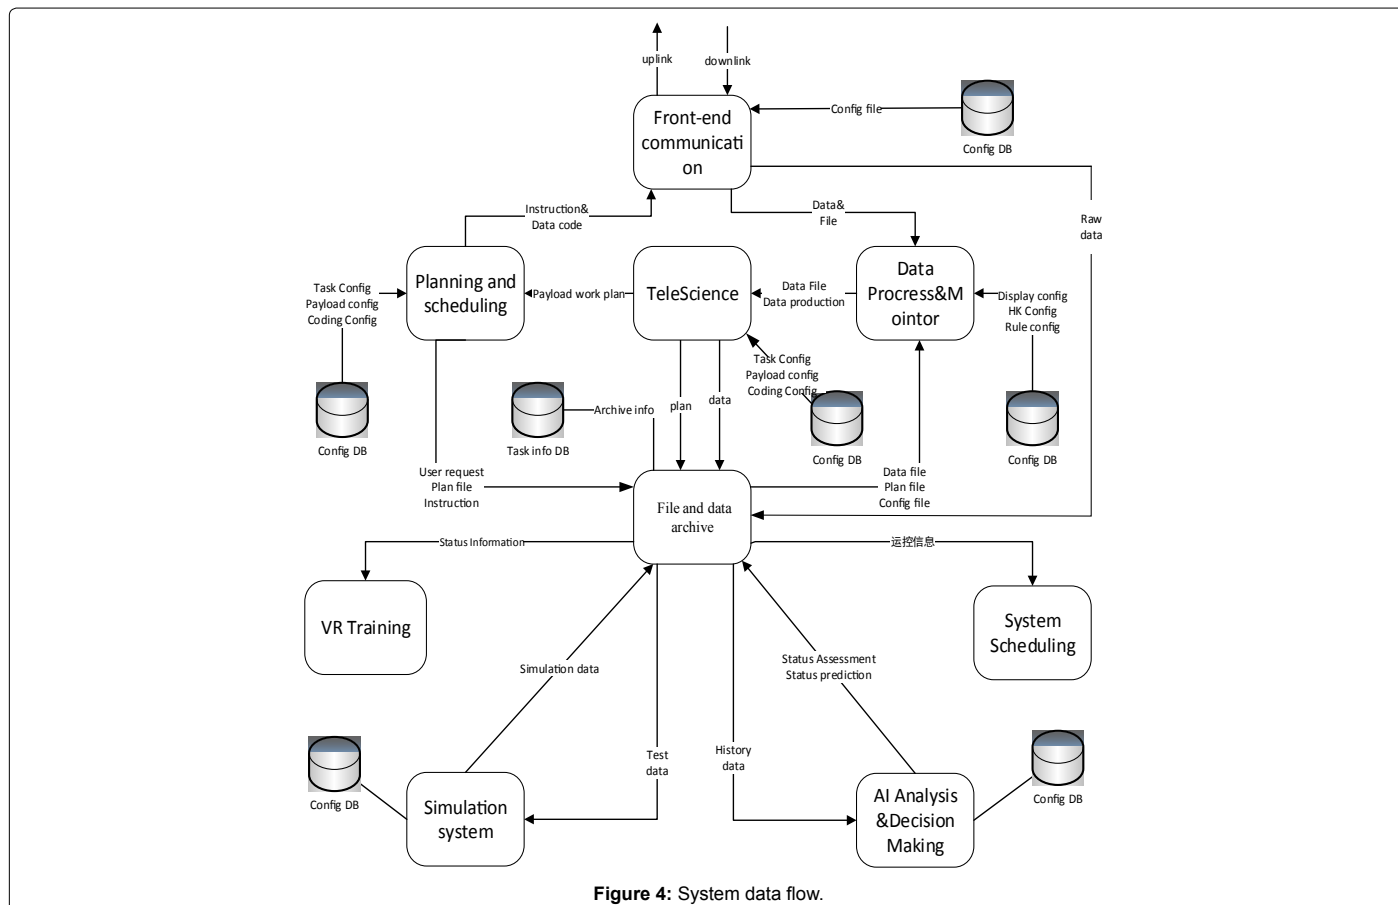 uplink
downlink
Front-end
communicati
on
Config file
Config DB
Instruction&
Data code
Data&
File
Raw
data
Planning and
scheduling
TeleScience
Data
Procress&M
ointor
Task Config
Payload config
Coding Config
Payload work plan
Data File
Data production
Display config
HK Config
Rule config
Task Config
Payload config
Coding Config
Config DB
Task info DB
Archive info
plan
data
Config DB
Config DB
User request
Plan file
Instruction
Data file
Plan file
Config file
File and data
archive
Status Information
运控信息
VR Training
System
Scheduling
Simulation data
Status Assessment
Status prediction
Test
data
History
data
Config DB
Simulation
system
AI Analysis
&Decision
Making
Config DB
Figure 4: System data flow.